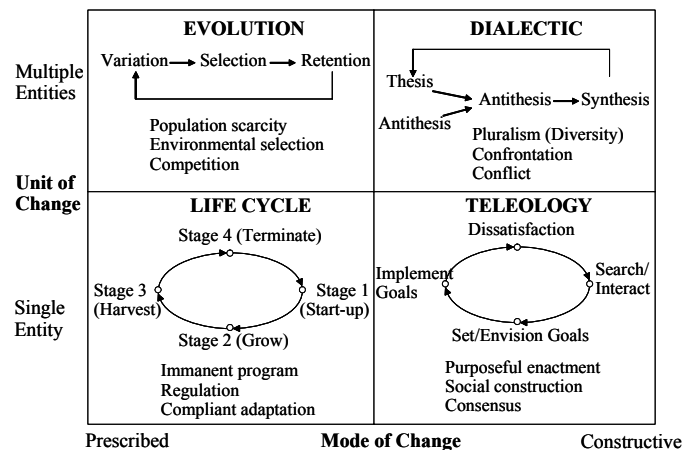 EVOLUTION
Variation Selection Retention
Population scarcity
Environmental selection
Competition
DIALECTIC
Thesis
Antithesis
Antithesis Synthesis
Pluralism (Diversity)
Confrontation
Conflict
Multiple
Entities
Unit of
Change
Single
Entity
LIFE CYCLE
Stage 4 (Terminate)
Stage 3
(Harvest)
Stage 1
(Start-up)
Stage 2 (Grow)
Immanent program
Regulation
Compliant adaptation
TELEOLOGY
Dissatisfaction
Implement
Goals
Search/
Interact
Set/Envision Goals
Purposeful enactment
Social construction
Consensus
Prescribed Mode of Change Constructive